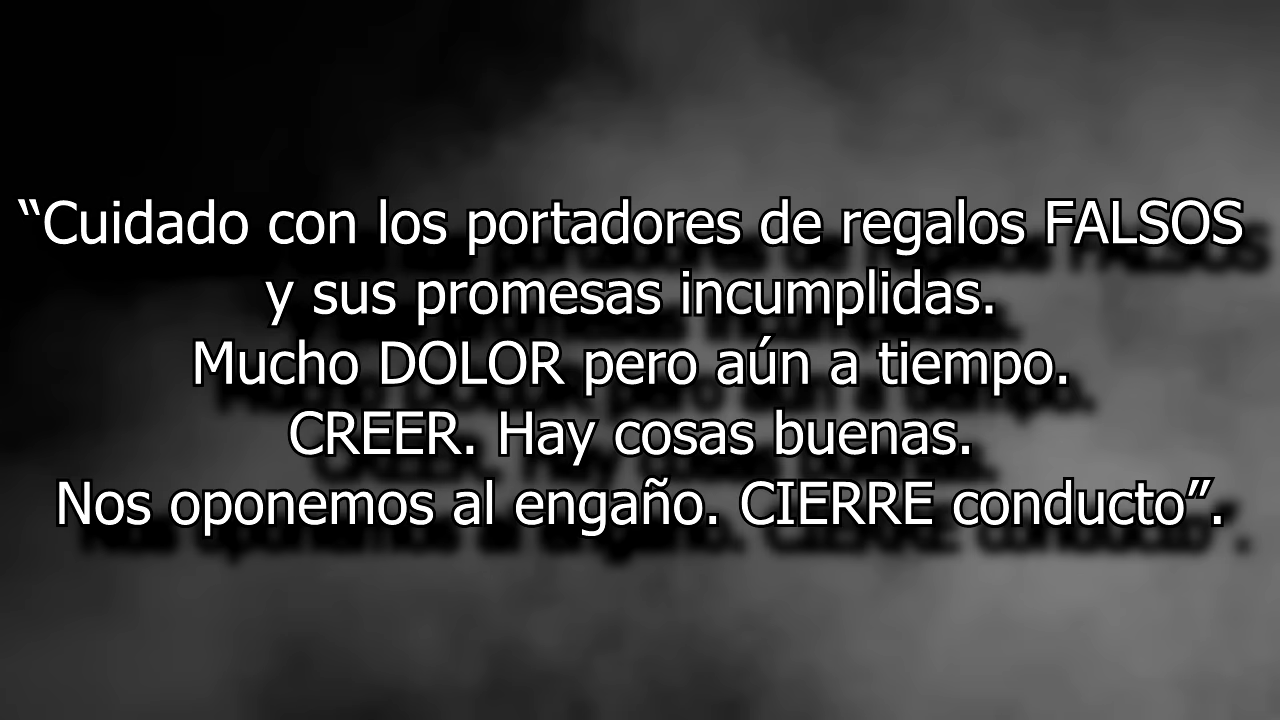 “Cuidado con los portadores de regalos FALSOS
y sus promesas incumplidas.
Mucho DOLOR pero aún a tiempo.
CREER. Hay cosas buenas.
Nos oponemos al engaño. CIERRE conducto”.